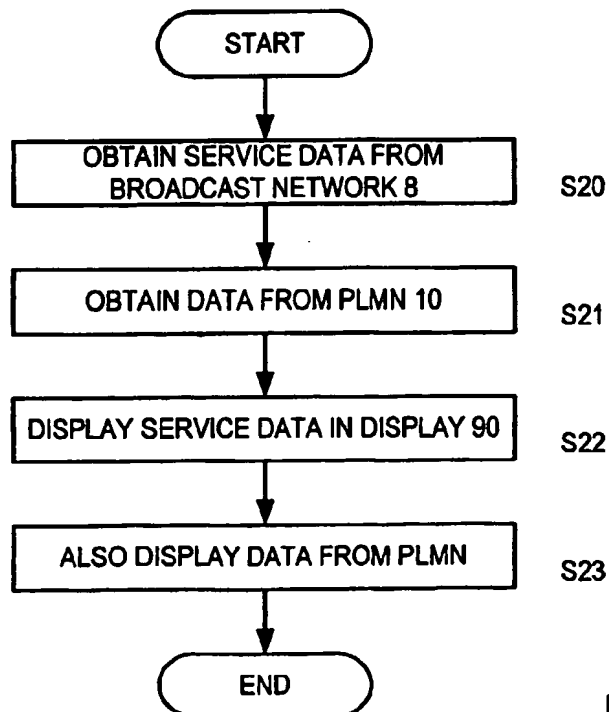 START
OBTAIN SERVICE DATA FROM
BROADCAST NETWORK 8
S20
OBTAIN DATA FROM PLMN 10
S21
DISPLAY SERVICE DATA IN DISPLAY 90
S22
ALSO DISPLAY DATA FROM PLMN
S23
END